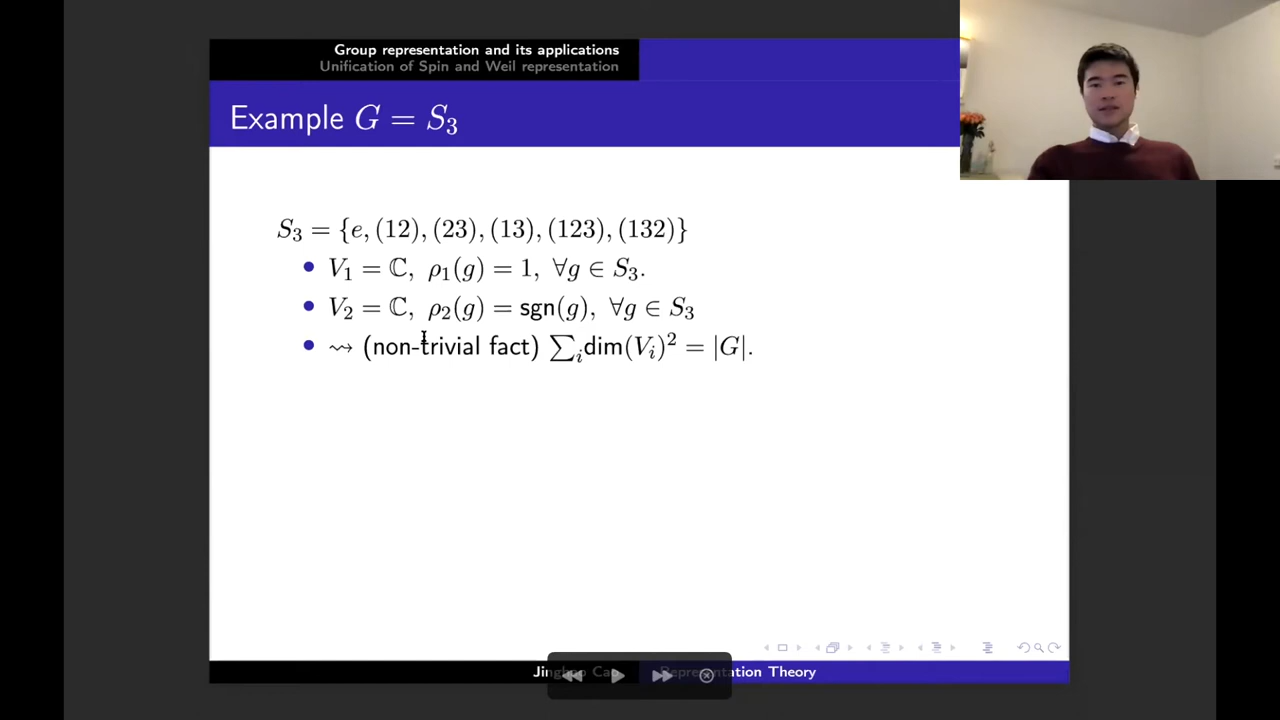 Group representation and its applications
Unification of Spin and Weil representation
Example G = S₃
S₃ = {e, (12), (23), (13), (123), (132)}
• V₁ = ℂ, ρ₁(g) = 1, ∀g ∈ S₃.
• V₂ = ℂ, ρ₂(g) = sgn(g), ∀g ∈ S₃
• ⇝ (non-trivial fact) ∑ᵢdim(Vᵢ)² = |G|.
Theory